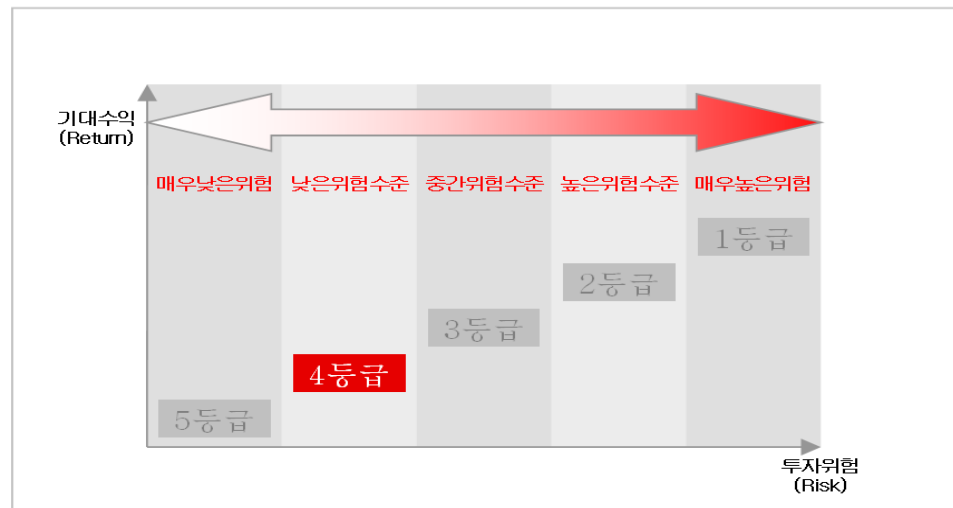 기대수익
(Return)
매우낮은위험 낮은위험수준 중간위험수준 높은위험수준 매우높은위험
1등급
2등급
3등급
4등급
5등급
투자위험
(Risk)